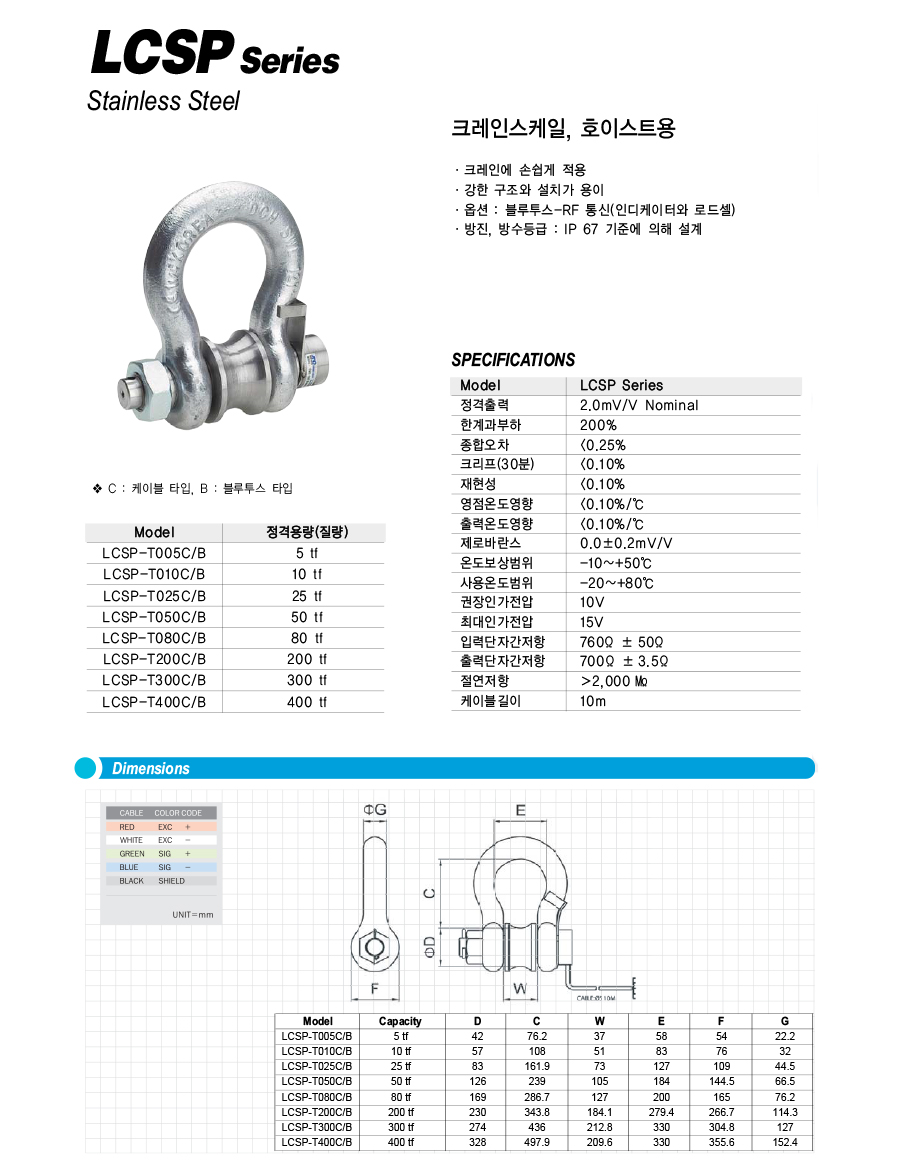 LCSP Series
Stainless Steel
크레인스케일, 호이스트용
· 크레인에 손쉽게 적용
· 강한 구조와 설치가 용이
· 옵션 : 블루투스-RF 통신(인디케이터와 로드셀)
· 방진, 방수등급 : IP 67 기준에 의해 설계
❖ C : 케이블 타입, B : 블루투스 타입
Model 정격용량(질량)
LCSP-T005C/B 5 tf
LCSP-T010C/B 10 tf
LCSP-T025C/B 25 tf
LCSP-T050C/B 50 tf
LCSP-T080C/B 80 tf
LCSP-T200C/B 200 tf
LCSP-T300C/B 300 tf
LCSP-T400C/B 400 tf
SPECIFICATIONS
Model LCSP Series
정격출력 2.0mV/V Nominal
한계과부하 200%
종합오차 <0.25%
크리프(30분) <0.10%
재현성 <0.10%
영점온도영향 <0.10%/℃
출력온도영향 <0.10%/℃
제로바란스 0.0±0.2mV/V
온도보상범위 -10~+50℃
사용온도범위 -20~+80℃
권장인가전압 10V
최대인가전압 15V
입력단자간저항 760Ω ± 50Ω
출력단자간저항 700Ω ± 3.5Ω
절연저항 >2,000 ㏁
케이블길이 10m
Dimensions
CABLE COLOR CODE
RED EXC +
WHITE EXC -
GREEN SIG +
BLUE SIG -
BLACK SHIELD
UNIT=mm
ΦG
E
C
ΦD
F
W
CABLE:Ø5 10M
Model Capacity D C W E F G
LCSP-T005C/B 5 tf 42 76.2 37 58 54 22.2
LCSP-T010C/B 10 tf 57 108 51 83 76 32
LCSP-T025C/B 25 tf 83 161.9 73 127 109 44.5
LCSP-T050C/B 50 tf 126 239 105 184 144.5 66.5
LCSP-T080C/B 80 tf 169 286.7 127 200 165 76.2
LCSP-T200C/B 200 tf 230 343.8 184.1 279.4 266.7 114.3
LCSP-T300C/B 300 tf 274 436 212.8 330 304.8 127
LCSP-T400C/B 400 tf 328 497.9 209.6 330 355.6 152.4